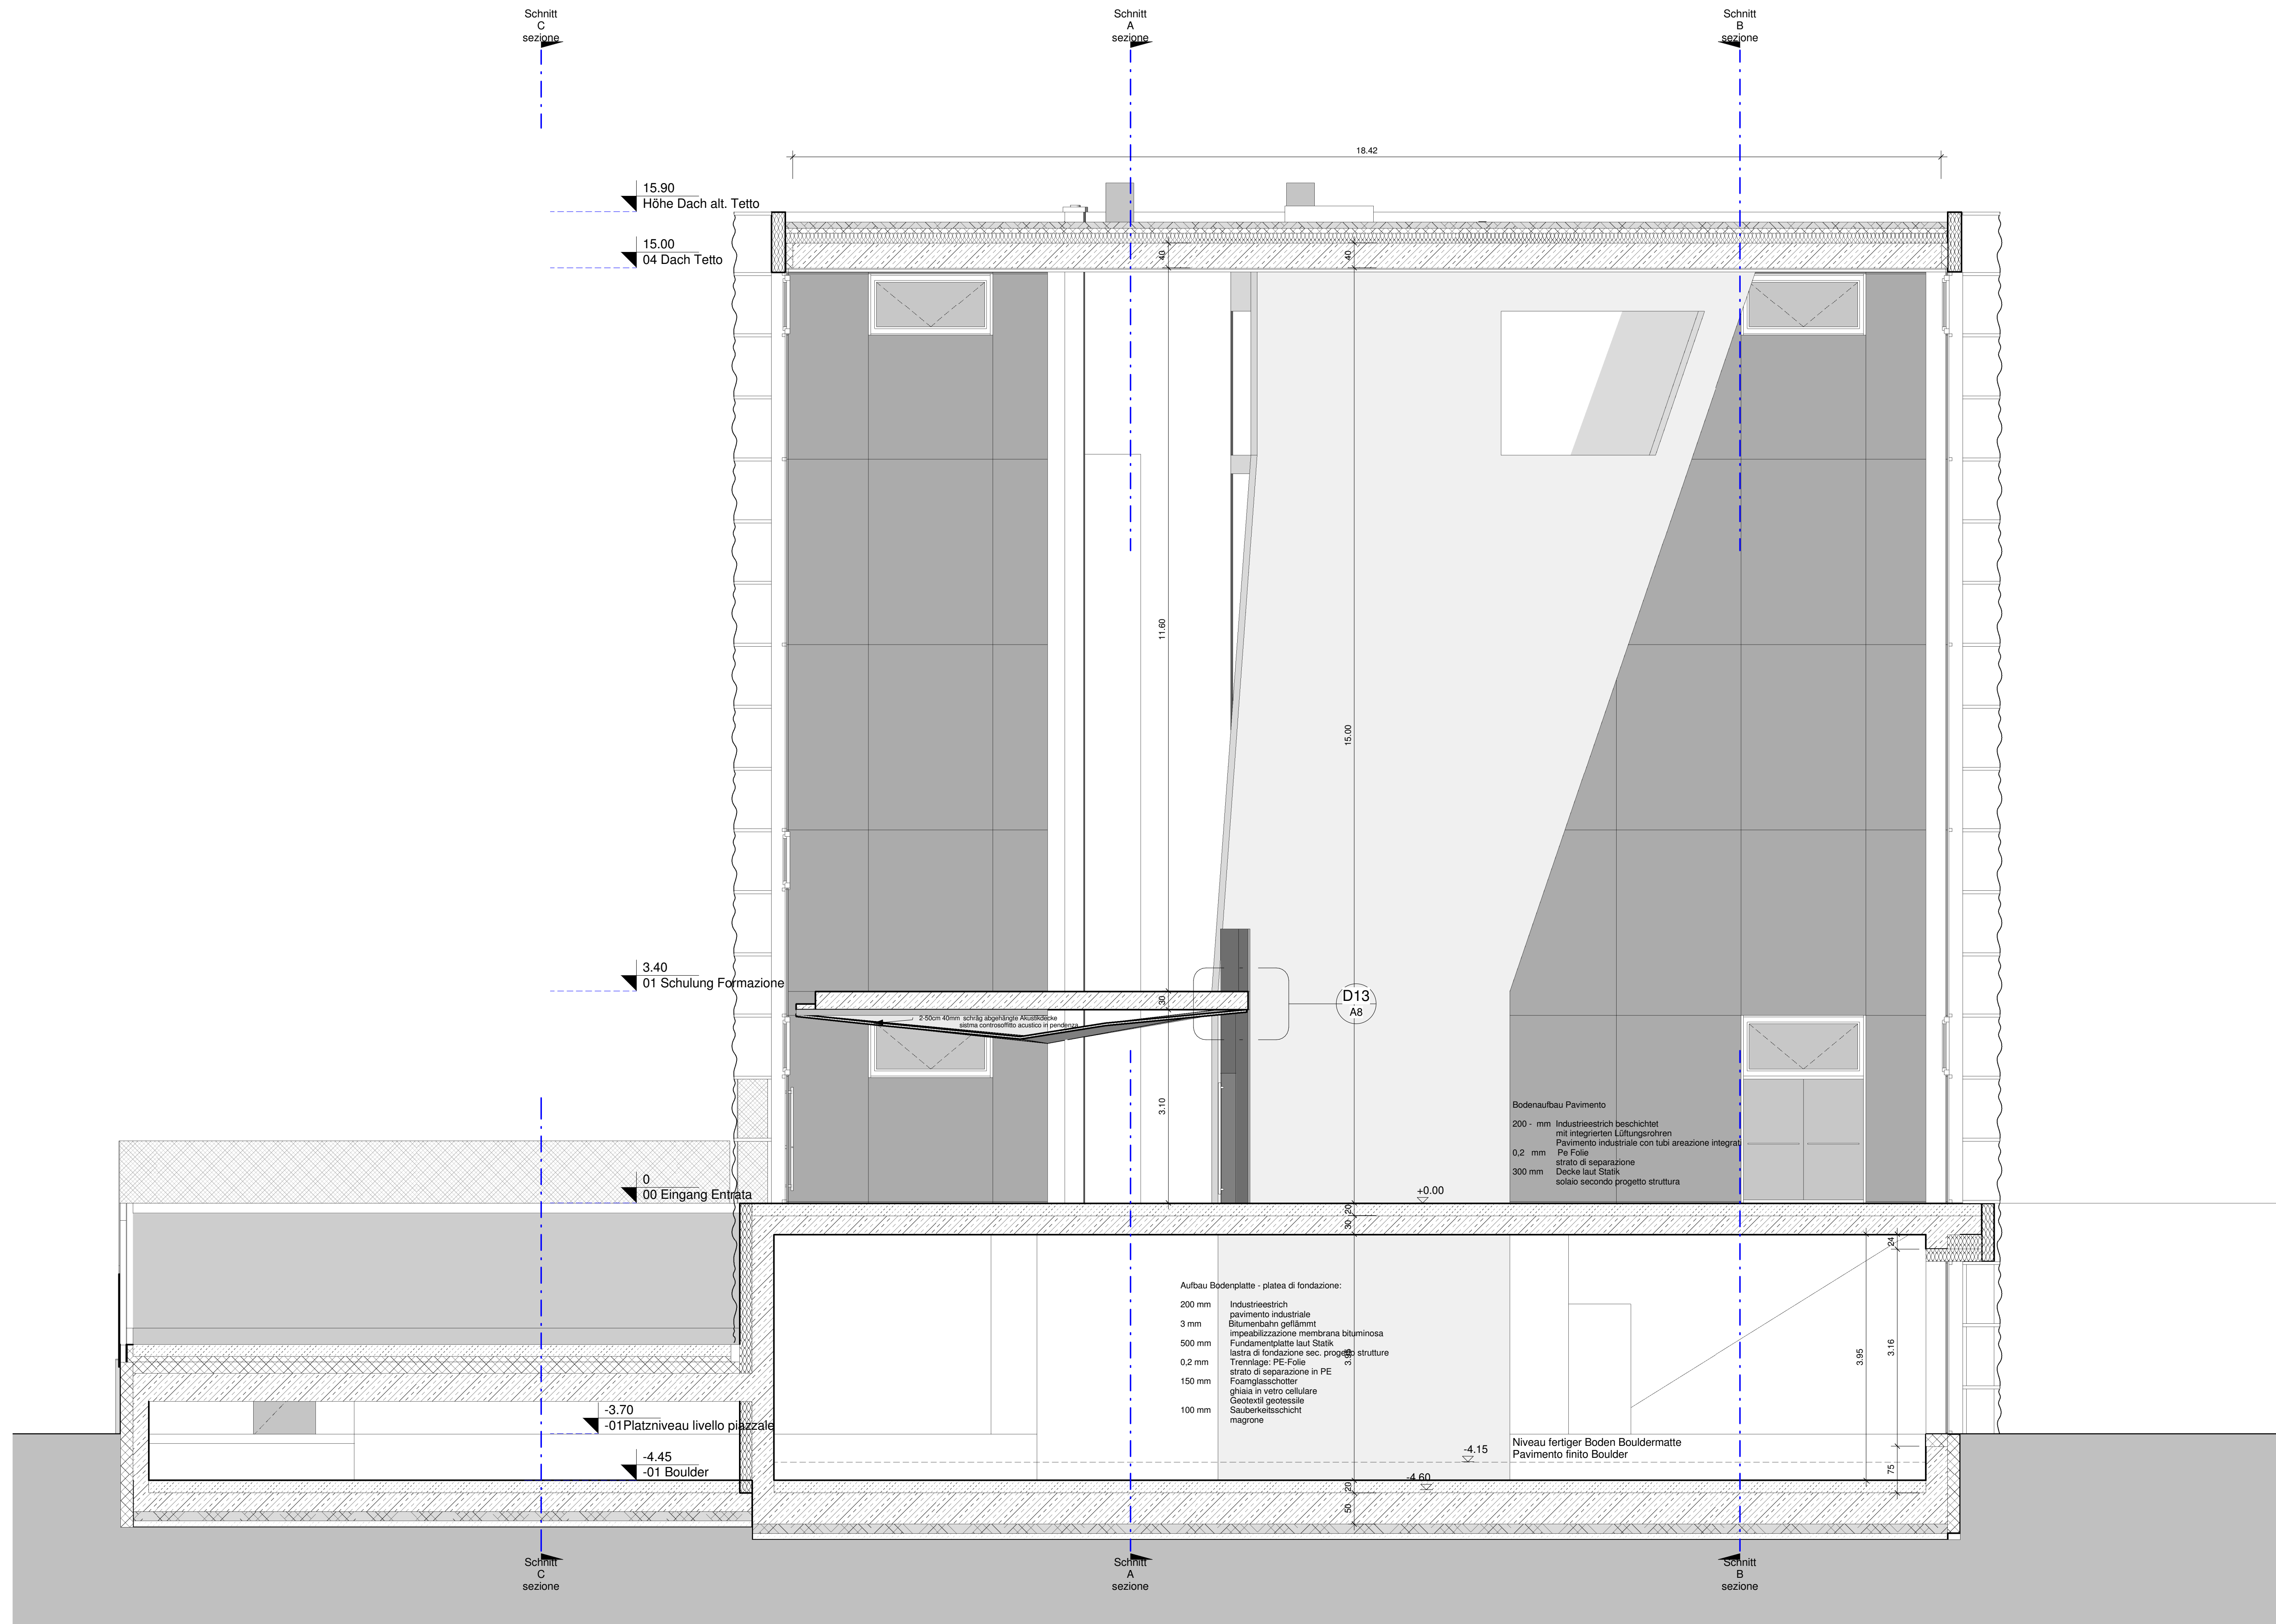 Schnitt
C
sezione
Schnitt
A
sezione
Schnitt
B
sezione
18.42
15.90
Höhe Dach alt. Tetto
15.00
04 Dach Tetto
40
40
11.60
15.00
3.40
01 Schulung Formazione
30
D13
A8
2-50cm 40mm schräg abgehängte Akustikdecke
sistma controsoffitto acustico in pendenza
3.10
Bodenaufbau Pavimento
200 - mm Industrieestrich beschichtet
mit integrierten Lüftungsrohren
Pavimento industriale con tubi areazione integrati
0,2 mm Pe Folie
strato di separazione
300 mm Decke laut Statik
solaio secondo progetto struttura
0
00 Eingang Entrata
+0.00
20
30
24
Aufbau Bodenplatte - platea di fondazione:
200 mm Industrieestrich
pavimento industriale
3 mm Bitumenbahn geflämmt
impeabilizzazione membrana bituminosa
500 mm Fundamentplatte laut Statik
lastra di fondazione sec. progetto strutture
0,2 mm Trennlage: PE-Folie
strato di separazione in PE
150 mm Foamglasschotter
ghiaia in vetro cellulare
Geotextil geotessile
100 mm Sauberkeitsschicht
magrone
3.95
3.95
3.16
-3.70
-01Platzniveau livello piazzale
-4.45
-01 Boulder
-4.15
Niveau fertiger Boden Bouldermatte
Pavimento finito Boulder
-4.60
75
20
50
Schnitt
C
sezione
Schnitt
A
sezione
Schnitt
B
sezione